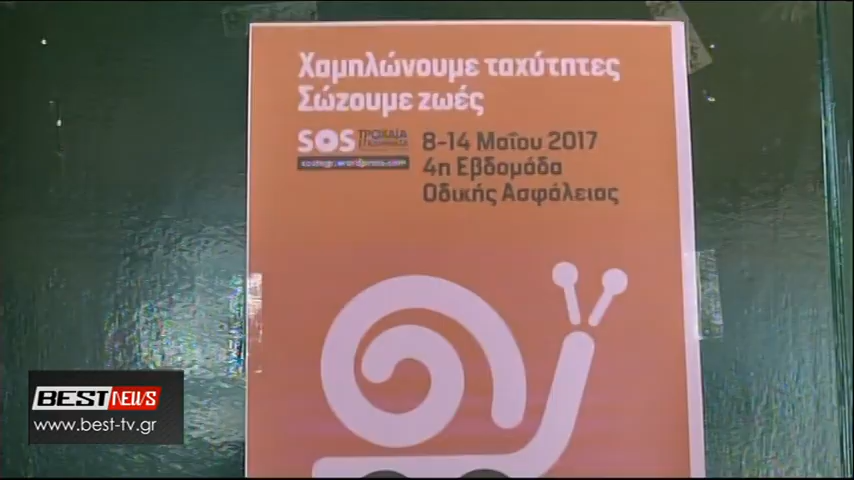 Χαμηλώνουμε ταχύτητες
Σώζουμε ζωές
SOS ΤΡΟΧΑΙΑ
8-14 Μαΐου 2017
4η Εβδομάδα
Οδικής Ασφάλειας
BEST NEWS
www.best-tv.gr